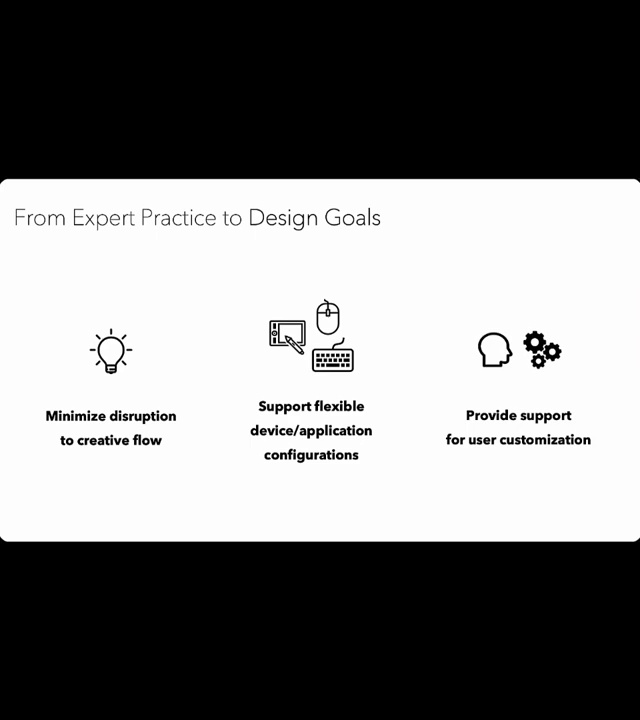 From Expert Practice to Design Goals
Minimize disruption
to creative flow
Support flexible
device/application
configurations
Provide support
for user customization